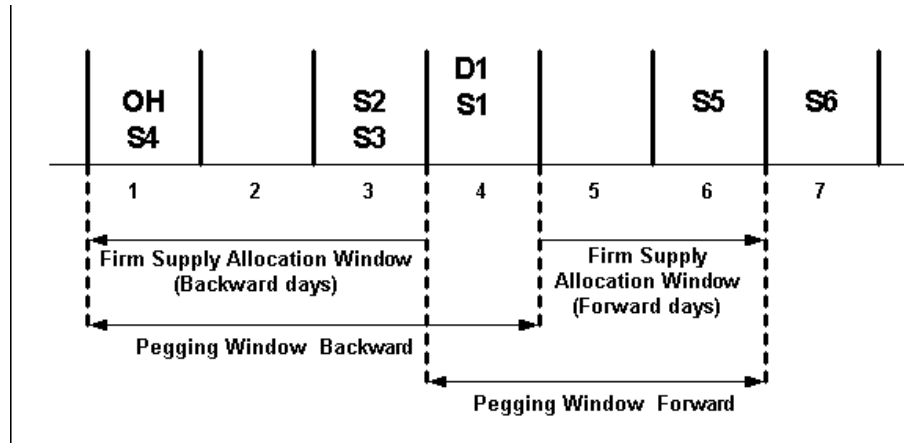 D1
OH S2 S1 S5 S6
S4 S3
1 2 3 4 5 6 7
Firm Supply Allocation Window
(Backward days)
Firm Supply
Allocation Window
(Forward days)
Pegging Window Backward
Pegging Window Forward